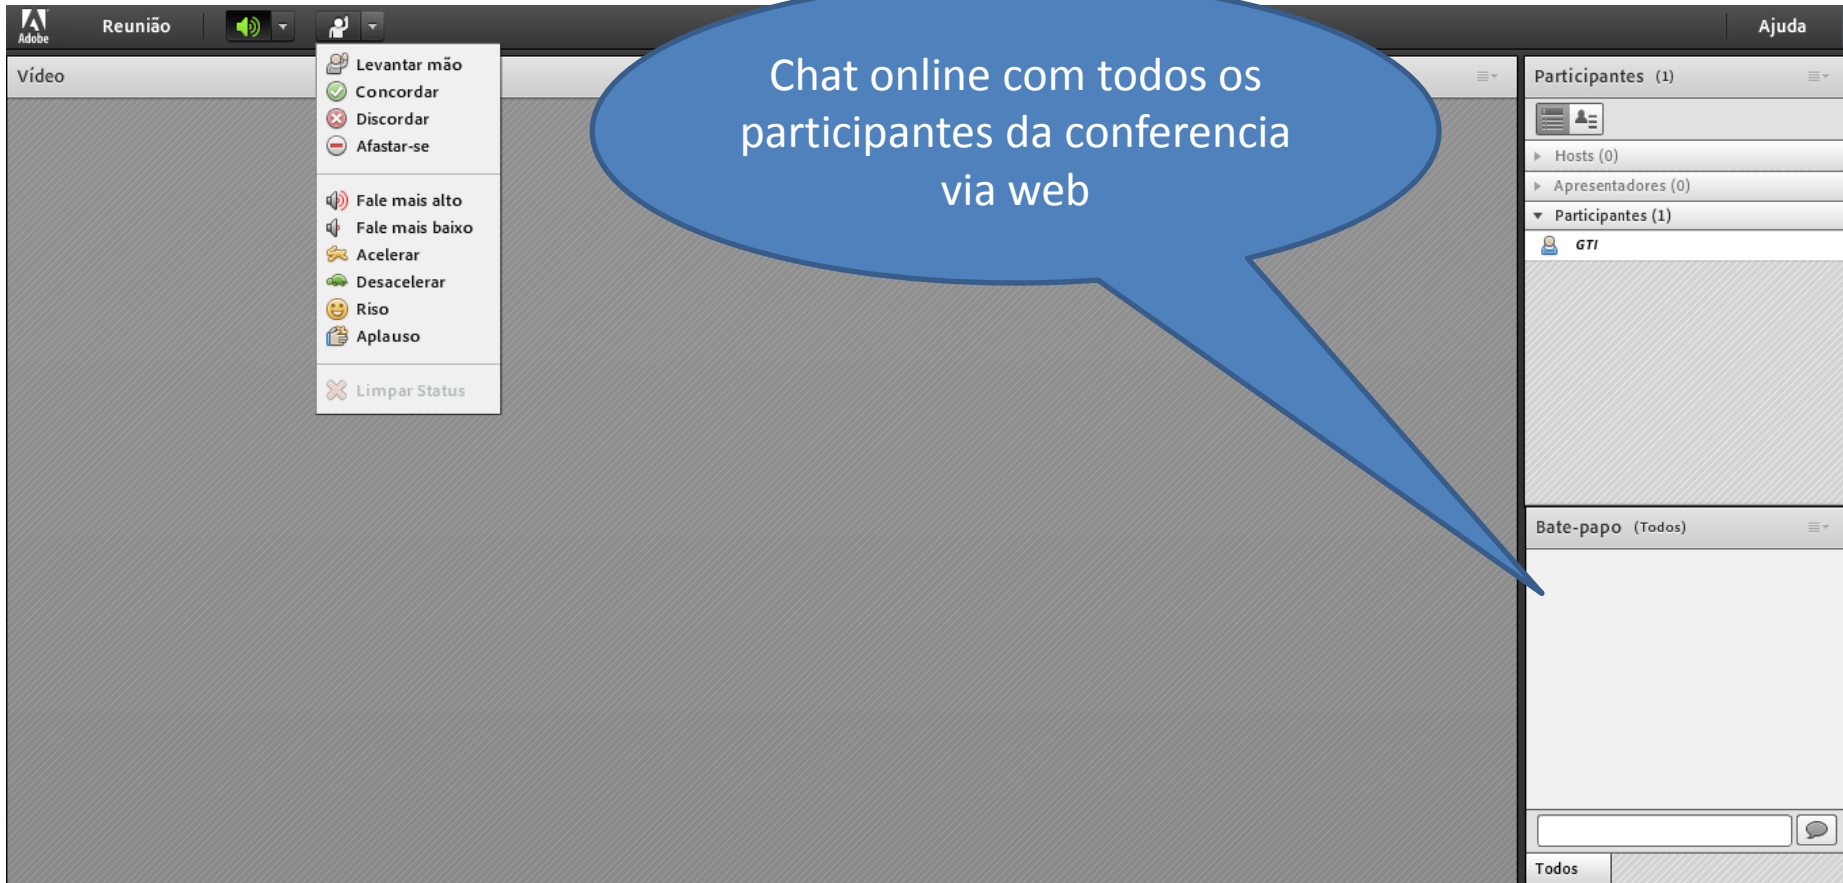 Adobe
Reunião
Ajuda
Vídeo
Levantar mão
Concordar
Discordar
Afastar-se
Fale mais alto
Fale mais baixo
Acelerar
Desacelerar
Riso
Aplauso
Limpar Status
Chat online com todos os
participantes da conferencia
via web
Participantes (1)
Hosts (0)
Apresentadores (0)
Participantes (1)
GTI
Bate-papo (Todos)
Todos